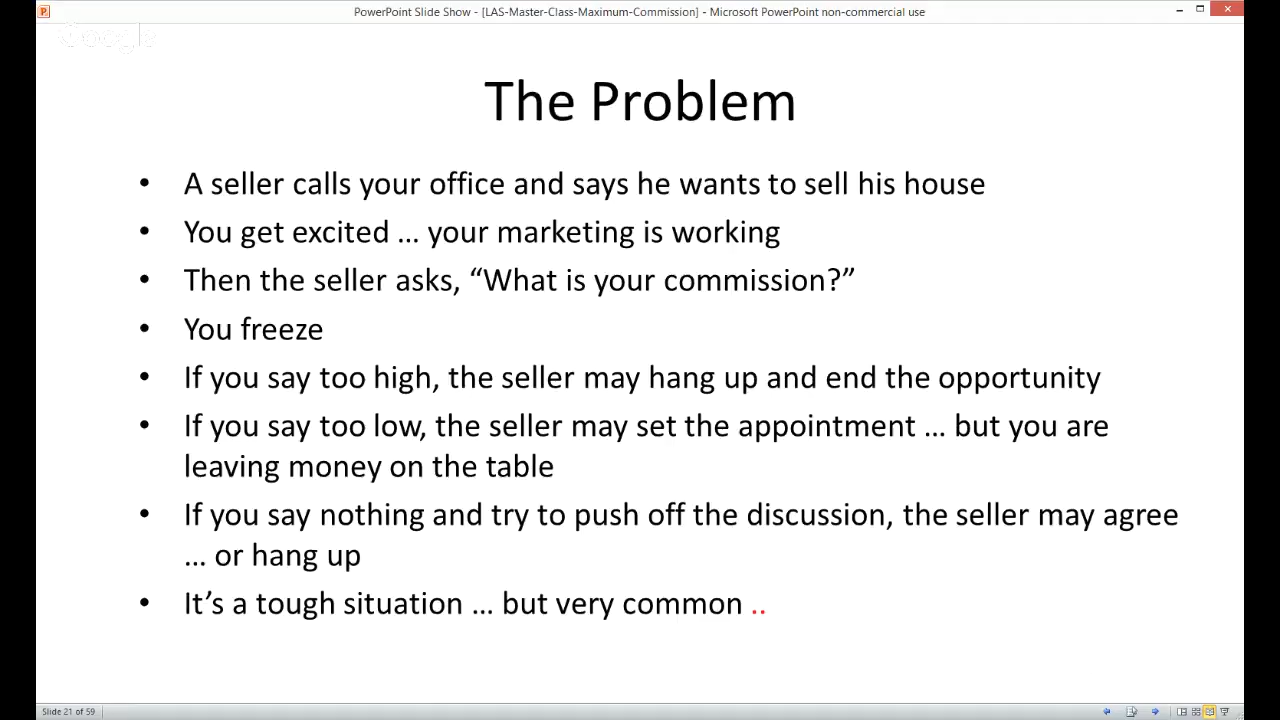 PowerPoint Slide Show - [LAS-Master-Class-Maximum-Commission] - Microsoft PowerPoint non-commercial use
Google
The Problem
• A seller calls your office and says he wants to sell his house
• You get excited … your marketing is working
• Then the seller asks, “What is your commission?”
• You freeze
• If you say too high, the seller may hang up and end the opportunity
• If you say too low, the seller may set the appointment … but you are
leaving money on the table
• If you say nothing and try to push off the discussion, the seller may agree
… or hang up
• It’s a tough situation … but very common ..
Slide 21 of 59